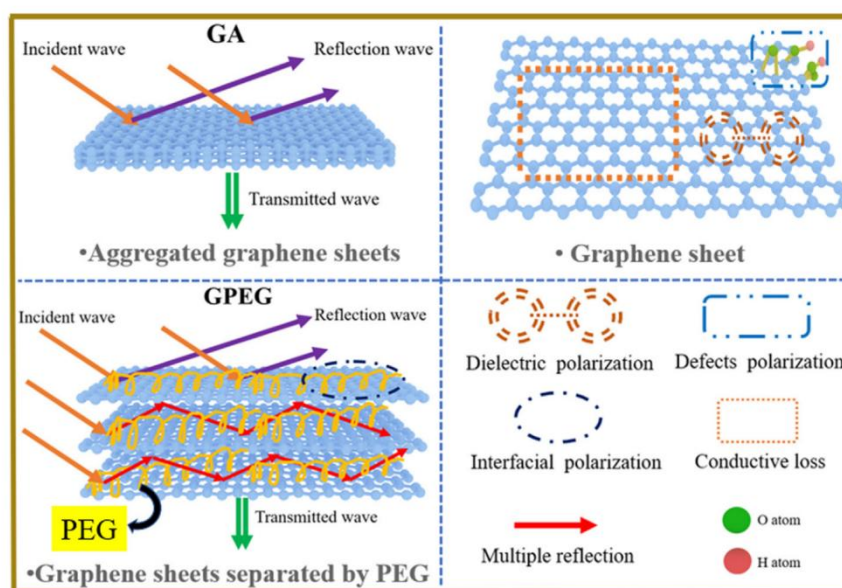 GA
Incident wave
Reflection wave
Transmitted wave
•Aggregated graphene sheets
• Graphene sheet
GPEG
Incident wave
Reflection wave
PEG
Transmitted wave
•Graphene sheets separated by PEG
Dielectric polarization
Defects polarization
Interfacial polarization
Conductive loss
Multiple reflection
O atom
H atom